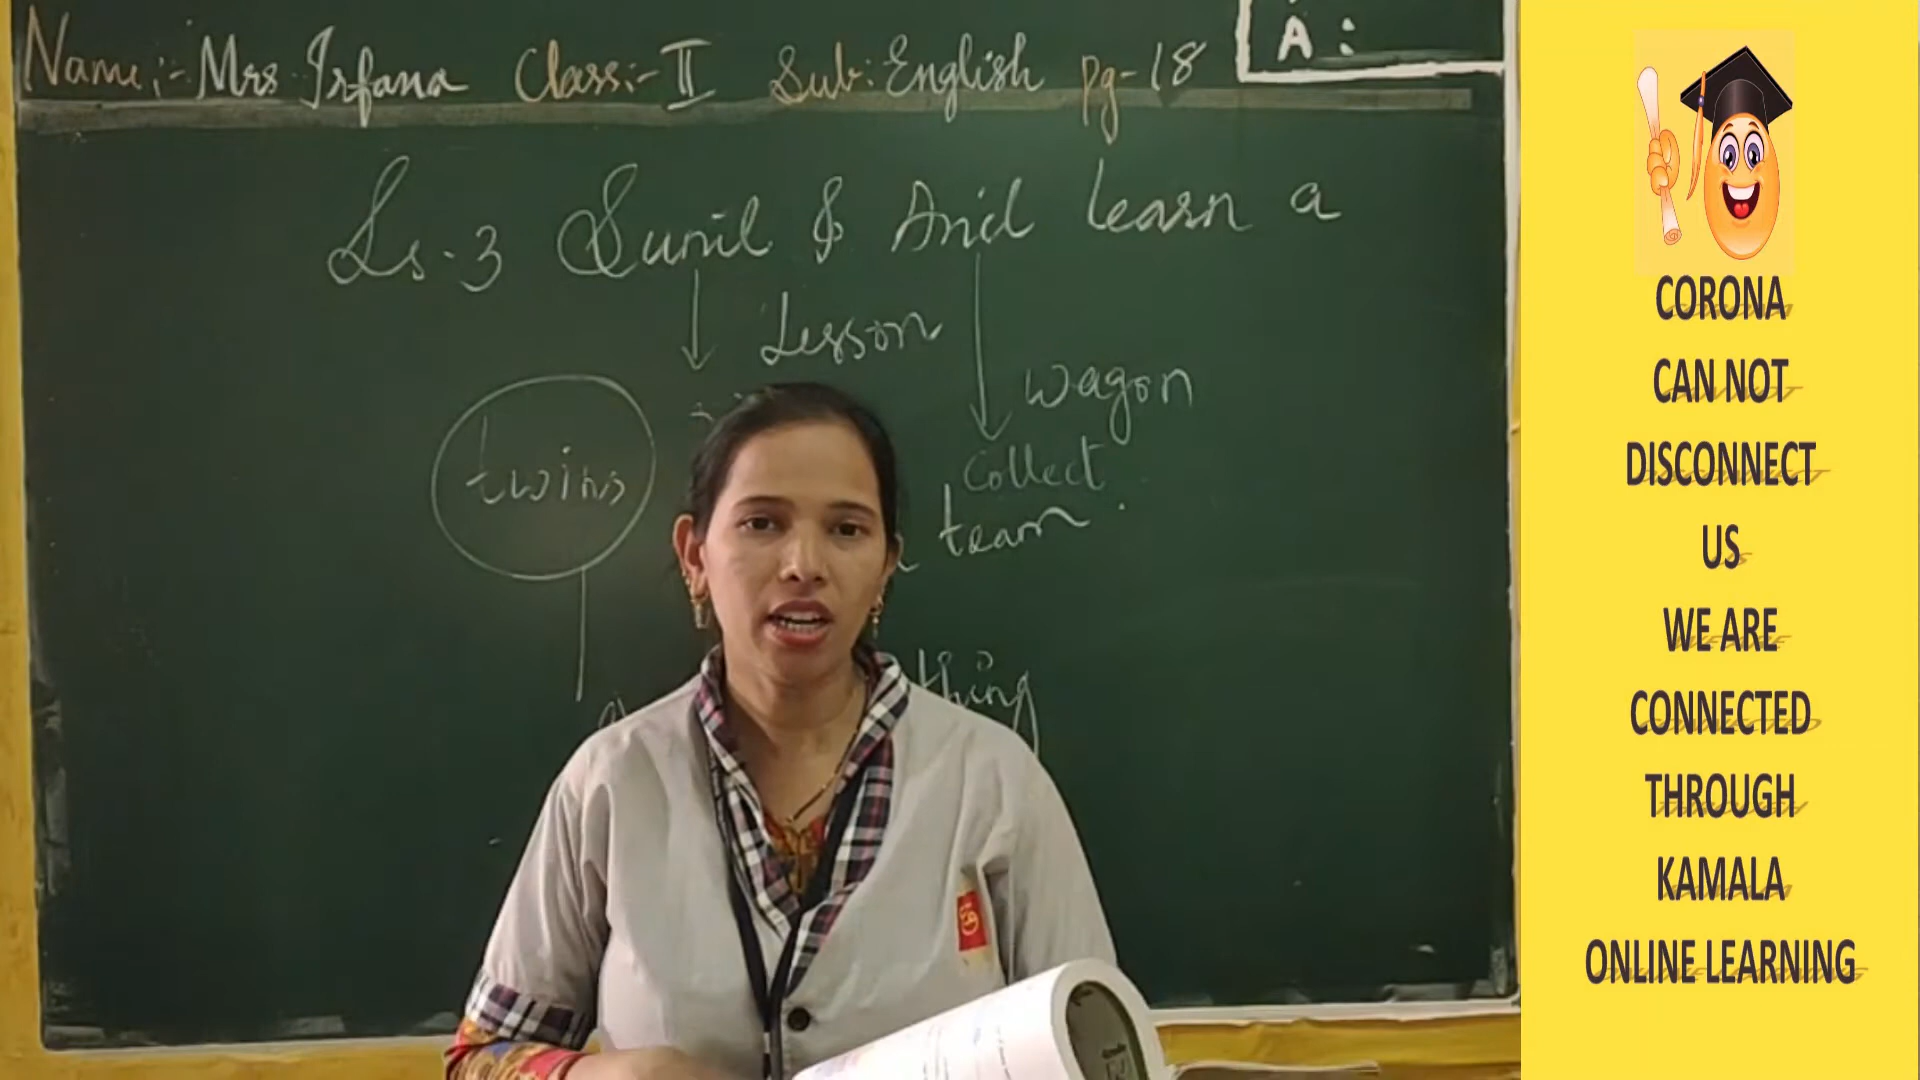 Name:- Mrs Irfana Class:- II Sub: English pg-18
A :
Ls-3 Sunil & Anil learn a
Lesson
wagon
twins
Collect
team.
thing
CORONA
CAN NOT
DISCONNECT
US
WE ARE
CONNECTED
THROUGH
KAMALA
ONLINE LEARNING